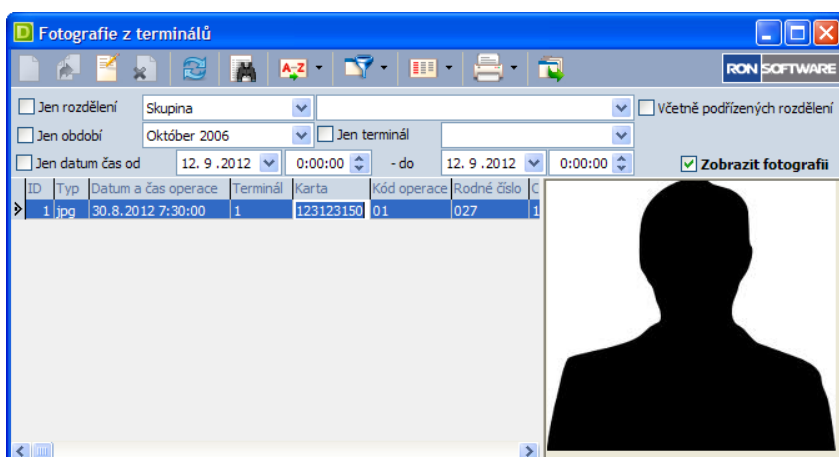 Fotografie z terminálů
A-Z
RON SOFTWARE
Jen rozdělení Skupina Včetně podřízených rozdělení
Jen období Október 2006 Jen terminál
Jen datum čas od 12. 9 .2012 0:00:00 - do 12. 9 .2012 0:00:00 Zobrazit fotografii
ID Typ Datum a čas operace Terminál Karta Kód operace Rodné číslo
1 jpg 30.8.2012 7:30:00 1 123123150 01 027 1